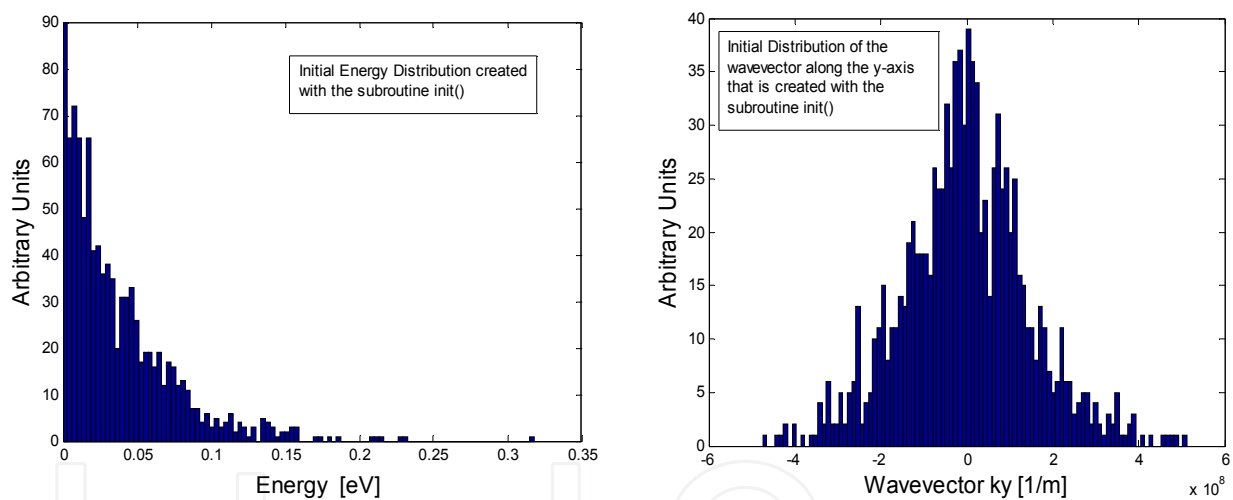 90
80
70
60
50
40
30
20
10
0
Arbitrary Units
Initial Energy Distribution created
with the subroutine init()
0 0.05 0.1 0.15 0.2 0.25 0.3 0.35
Energy [eV]
40
35
30
25
20
15
10
5
0
Arbitrary Units
Initial Distribution of the
wavevector along the y-axis
that is created with the
subroutine init()
-6 -4 -2 0 2 4 6
x 10^8
Wavevector ky [1/m]